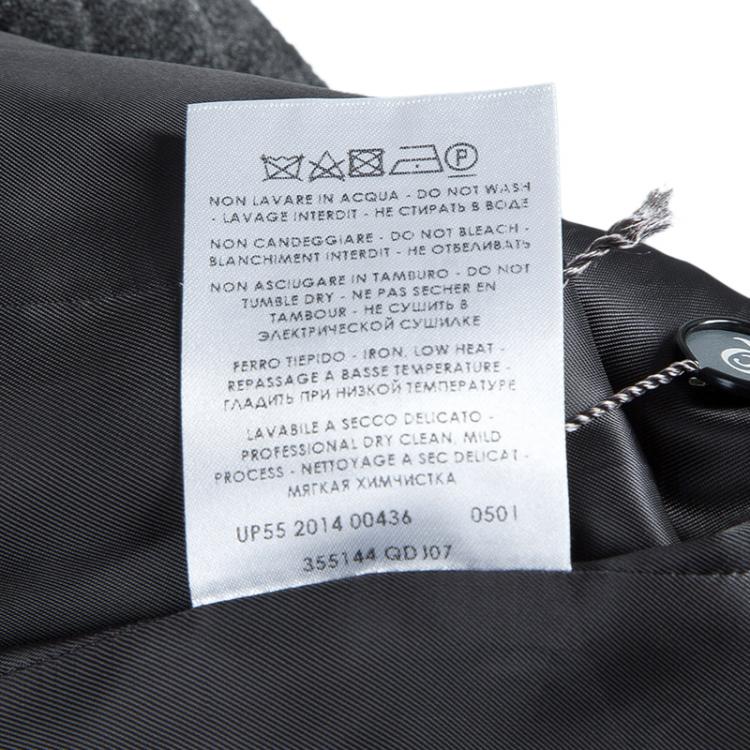 P
NON LAVARE IN ACQUA - DO NOT WASH
- LAVAGE INTERDIT - НЕ СТИРАТЬ В ВОДЕ
NON CANDEGGIARE - DO NOT BLEACH -
BLANCHIMENT INTERDIT - НЕ ОТБЕЛИВАТЬ
NON ASCIUGARE IN TAMBURO - DO NOT
TUMBLE DRY - NE PAS SECHER EN
TAMBOUR - НЕ СУШИТЬ В
ЭЛЕКТРИЧЕСКОЙ СУШИЛКЕ
FERRO TIEPIDO - IRON, LOW HEAT -
REPASSAGE A BASSE TEMPERATURE -
ГЛАДИТЬ ПРИ НИЗКОЙ ТЕМПЕРАТУРЕ
LAVABILE A SECCO DELICATO -
PROFESSIONAL DRY CLEAN, MILD
PROCESS - NETTOYAGE A SEC DELICAT -
МЯГКАЯ ХИМЧИСТКА
UP55 2014 00436 0501
355144 QDJ07